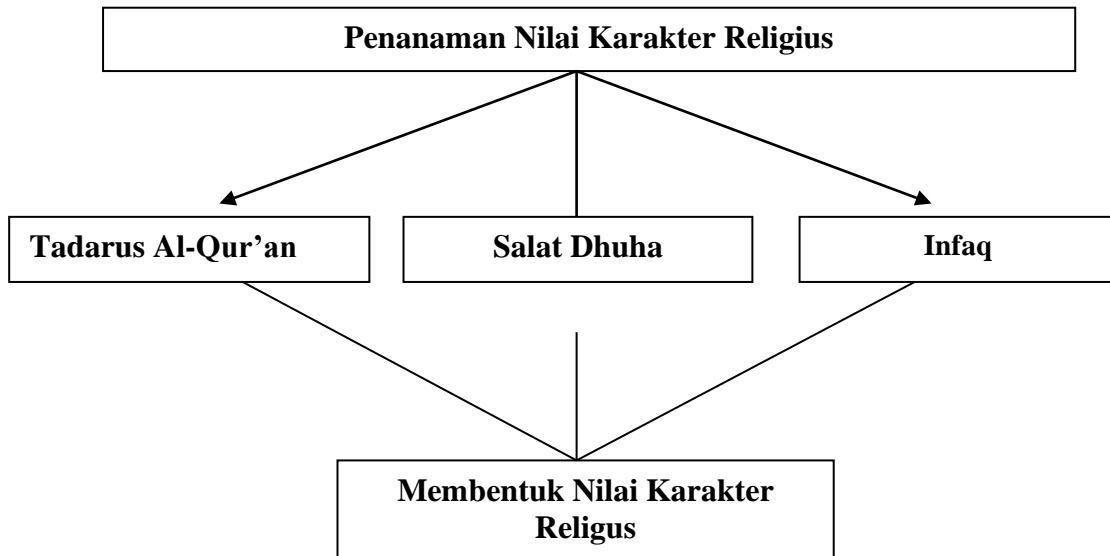 Penanaman Nilai Karakter Religius
Tadarus Al-Qur’an
Salat Dhuha
Infaq
Membentuk Nilai Karakter
Religus